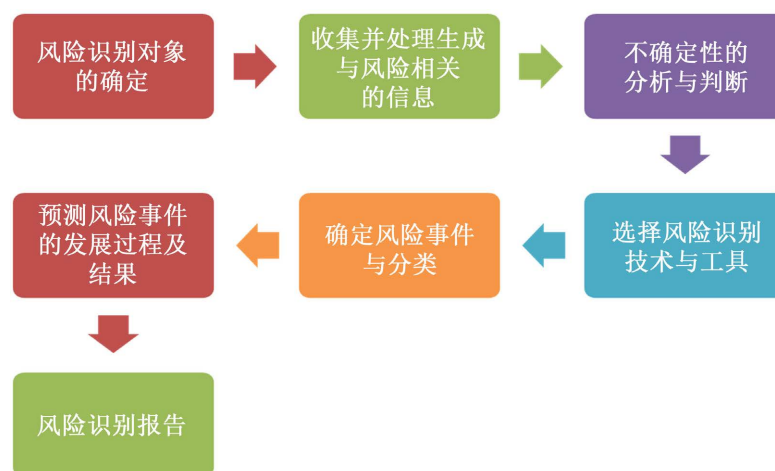 风险识别对象
的确定
收集并处理生成
与风险相关
的信息
不确定性的
分析与判断
选择风险识别
技术与工具
确定风险事件
与分类
预测风险事件
的发展过程及
结果
风险识别报告